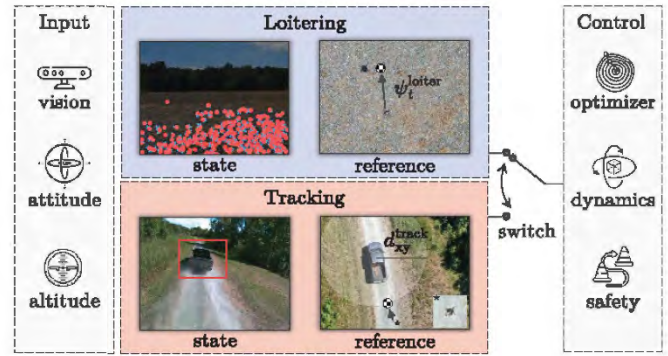 Input
vision
attitude
altitude
Loitering
ψ_t^loiter
state
reference
Tracking
d_xy^track
state
reference
switch
Control
optimizer
dynamics
safety